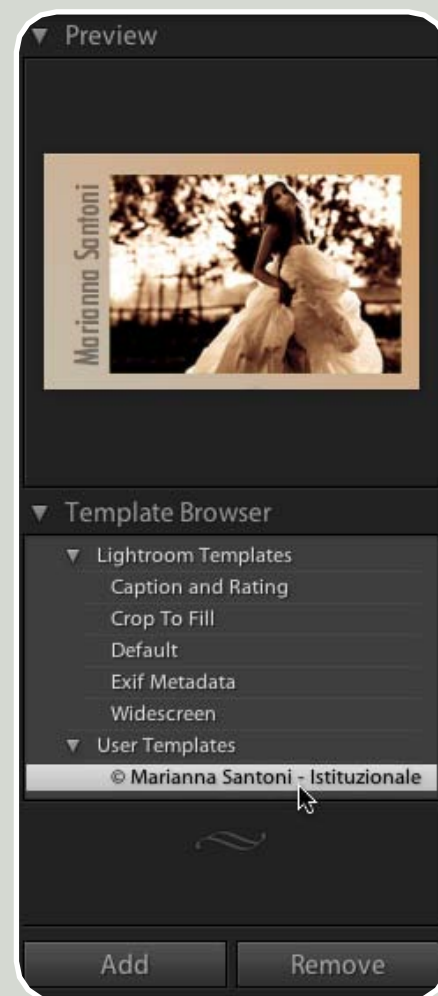 Preview
Marianna Santoni
Template Browser
Lightroom Templates
Caption and Rating
Crop To Fill
Default
Exif Metadata
Widescreen
User Templates
© Marianna Santoni - Istituzionale
Add
Remove